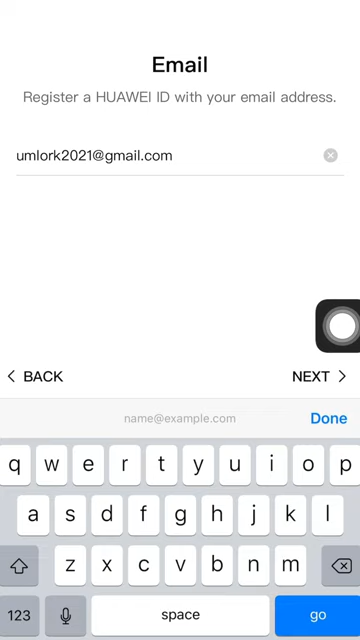 Email
Register a HUAWEI ID with your email address.
umlork2021@gmail.com
BACK
NEXT
name@example.com
Done
q w e r t y u i o p
a s d f g h j k l
z x c v b n m
123 space go